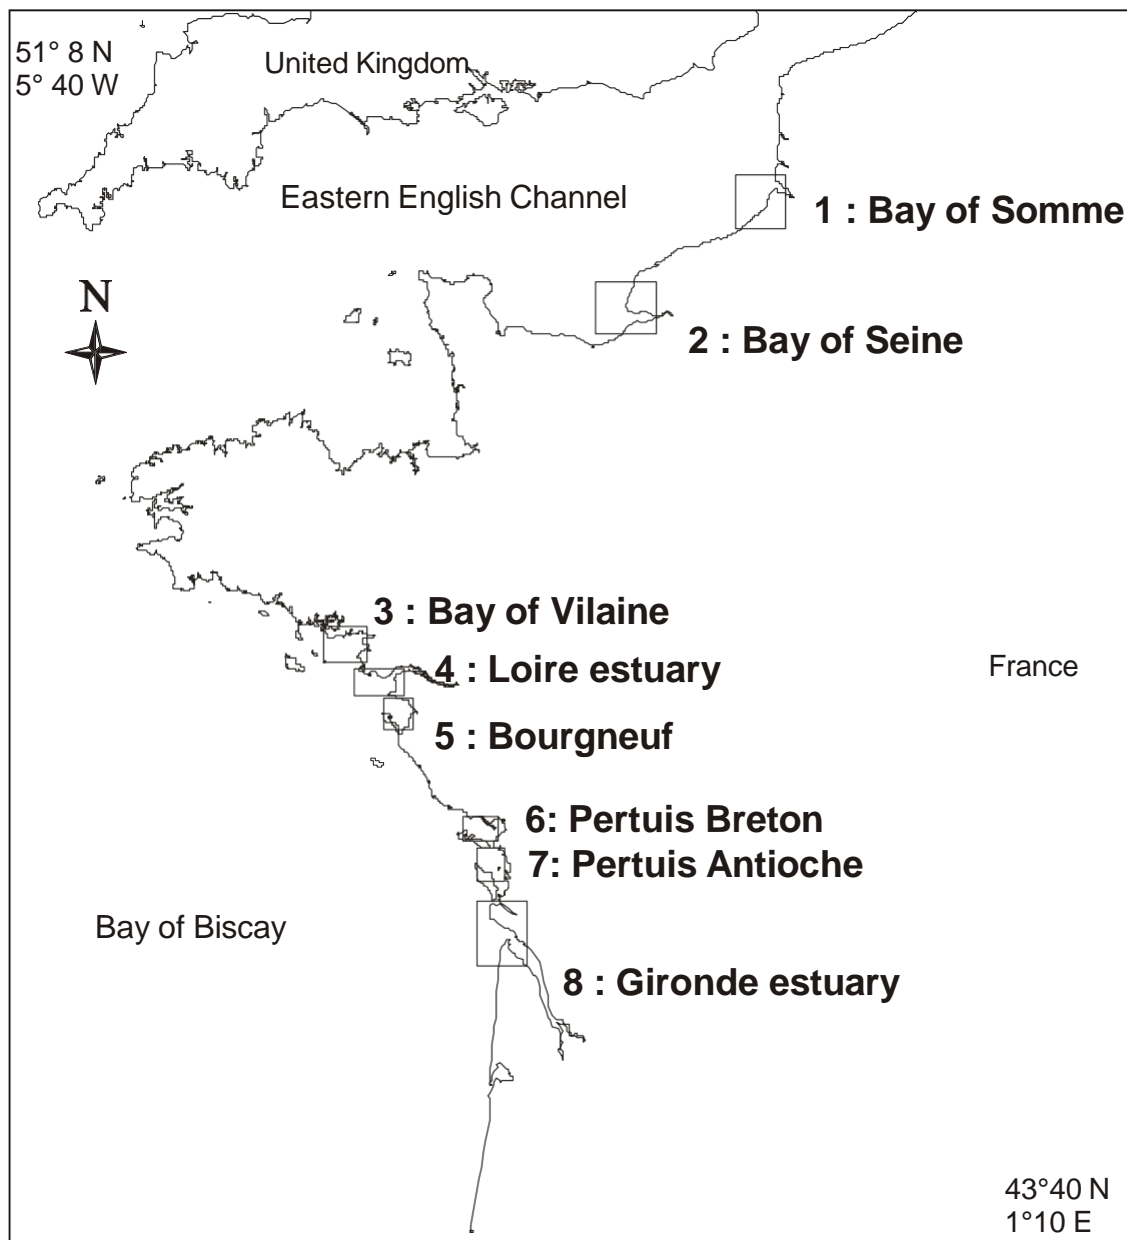 51° 8 N
5° 40 W
United Kingdom
Eastern English Channel
1 : Bay of Somme
N
2 : Bay of Seine
3 : Bay of Vilaine
4 : Loire estuary
France
5 : Bourgneuf
6: Pertuis Breton
7: Pertuis Antioche
Bay of Biscay
8 : Gironde estuary
43°40 N
1°10 E